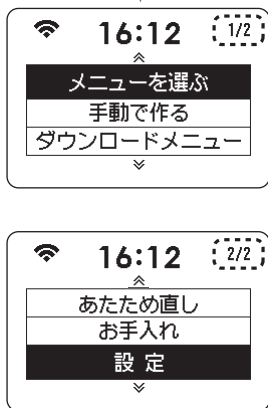 16:12 1/2
メニューを選ぶ
手動で作る
ダウンロードメニュー
16:12 2/2
あたため直し
お手入れ
設 定